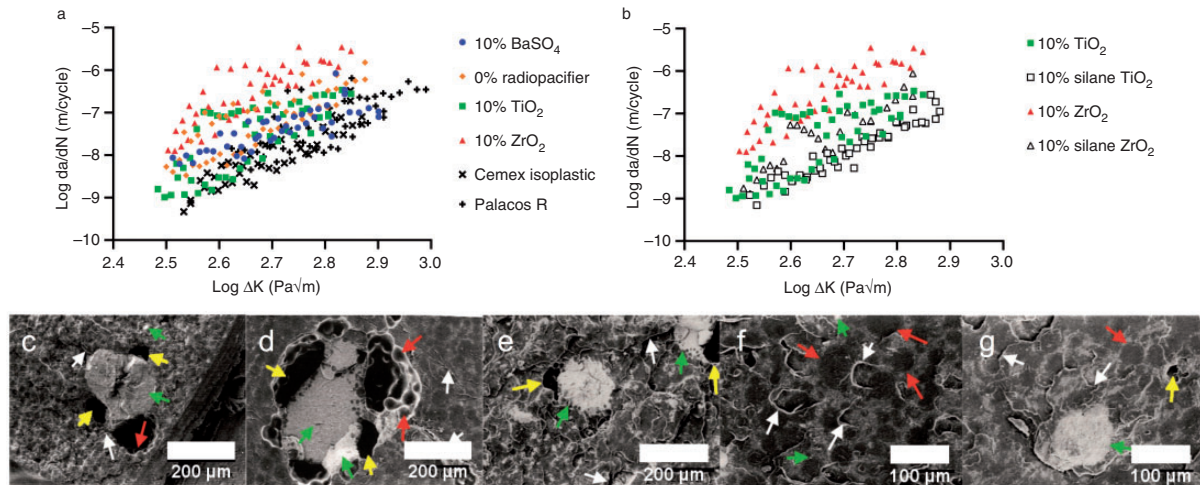 a
−5
−6
−7
−8
−9
−10
Log da/dN (m/cycle)
2.4 2.5 2.6 2.7 2.8 2.9 3.0
Log ΔK (Pa√m)
10% BaSO₄
0% radiopacifier
10% TiO₂
10% ZrO₂
Cemex isoplastic
Palacos R
b
−5
−6
−7
−8
−9
−10
Log da/dN (m/cycle)
2.4 2.5 2.6 2.7 2.8 2.9 3.0
Log ΔK (Pa√m)
10% TiO₂
10% silane TiO₂
10% ZrO₂
10% silane ZrO₂
c
200 µm
d
200 µm
e
200 µm
f
100 µm
g
100 µm